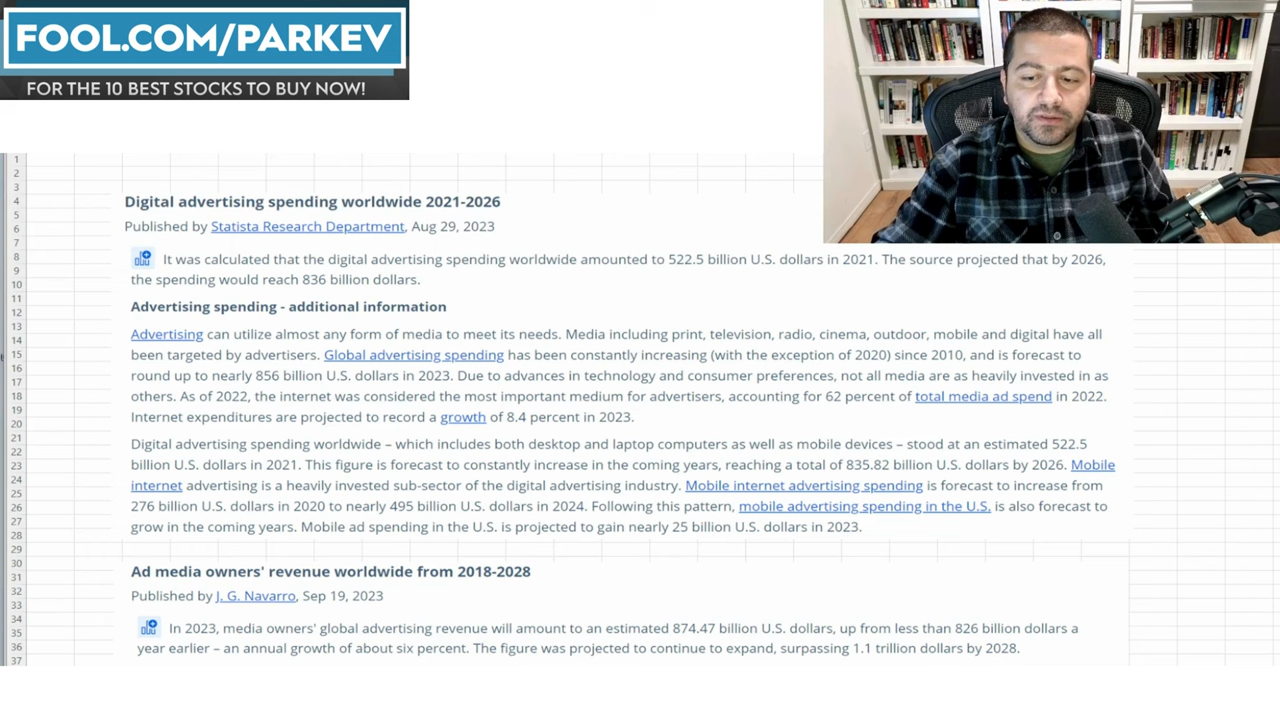 FOOL.COM/PARKEV
FOR THE 10 BEST STOCKS TO BUY NOW!
1
2
3
4
5
6
7
8
9
10
11
12
13
14
15
16
17
18
19
20
21
22
23
24
25
26
27
28
29
30
31
32
33
34
35
36
37
Digital advertising spending worldwide 2021-2026
Published by Statista Research Department, Aug 29, 2023
It was calculated that the digital advertising spending worldwide amounted to 522.5 billion U.S. dollars in 2021. The source projected that by 2026,
the spending would reach 836 billion dollars.
Advertising spending - additional information
Advertising can utilize almost any form of media to meet its needs. Media including print, television, radio, cinema, outdoor, mobile and digital have all
been targeted by advertisers. Global advertising spending has been constantly increasing (with the exception of 2020) since 2010, and is forecast to
round up to nearly 856 billion U.S. dollars in 2023. Due to advances in technology and consumer preferences, not all media are as heavily invested in as
others. As of 2022, the internet was considered the most important medium for advertisers, accounting for 62 percent of total media ad spend in 2022.
Internet expenditures are projected to record a growth of 8.4 percent in 2023.
Digital advertising spending worldwide – which includes both desktop and laptop computers as well as mobile devices – stood at an estimated 522.5
billion U.S. dollars in 2021. This figure is forecast to constantly increase in the coming years, reaching a total of 835.82 billion U.S. dollars by 2026. Mobile
internet advertising is a heavily invested sub-sector of the digital advertising industry. Mobile internet advertising spending is forecast to increase from
276 billion U.S. dollars in 2020 to nearly 495 billion U.S. dollars in 2024. Following this pattern, mobile advertising spending in the U.S. is also forecast to
grow in the coming years. Mobile ad spending in the U.S. is projected to gain nearly 25 billion U.S. dollars in 2023.
Ad media owners' revenue worldwide from 2018-2028
Published by J. G. Navarro, Sep 19, 2023
In 2023, media owners' global advertising revenue will amount to an estimated 874.47 billion U.S. dollars, up from less than 826 billion dollars a
year earlier – an annual growth of about six percent. The figure was projected to continue to expand, surpassing 1.1 trillion dollars by 2028.